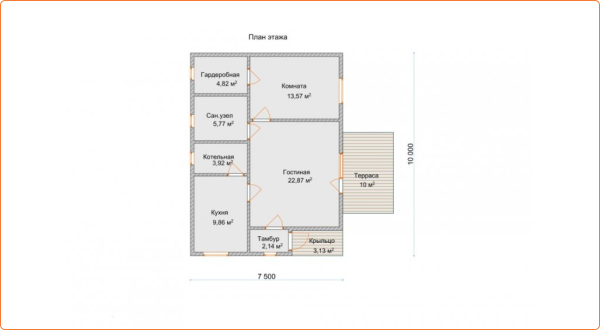 План этажа
Гардеробная
4,82 м²
Комната
13,57 м²
Сан.узел
5,77 м²
Котельная
3,92 м²
Гостиная
22,87 м²
Терраса
10 м²
10 000
Кухня
9,86 м²
Тамбур
2,14 м²
Крыльцо
3,13 м²
7 500